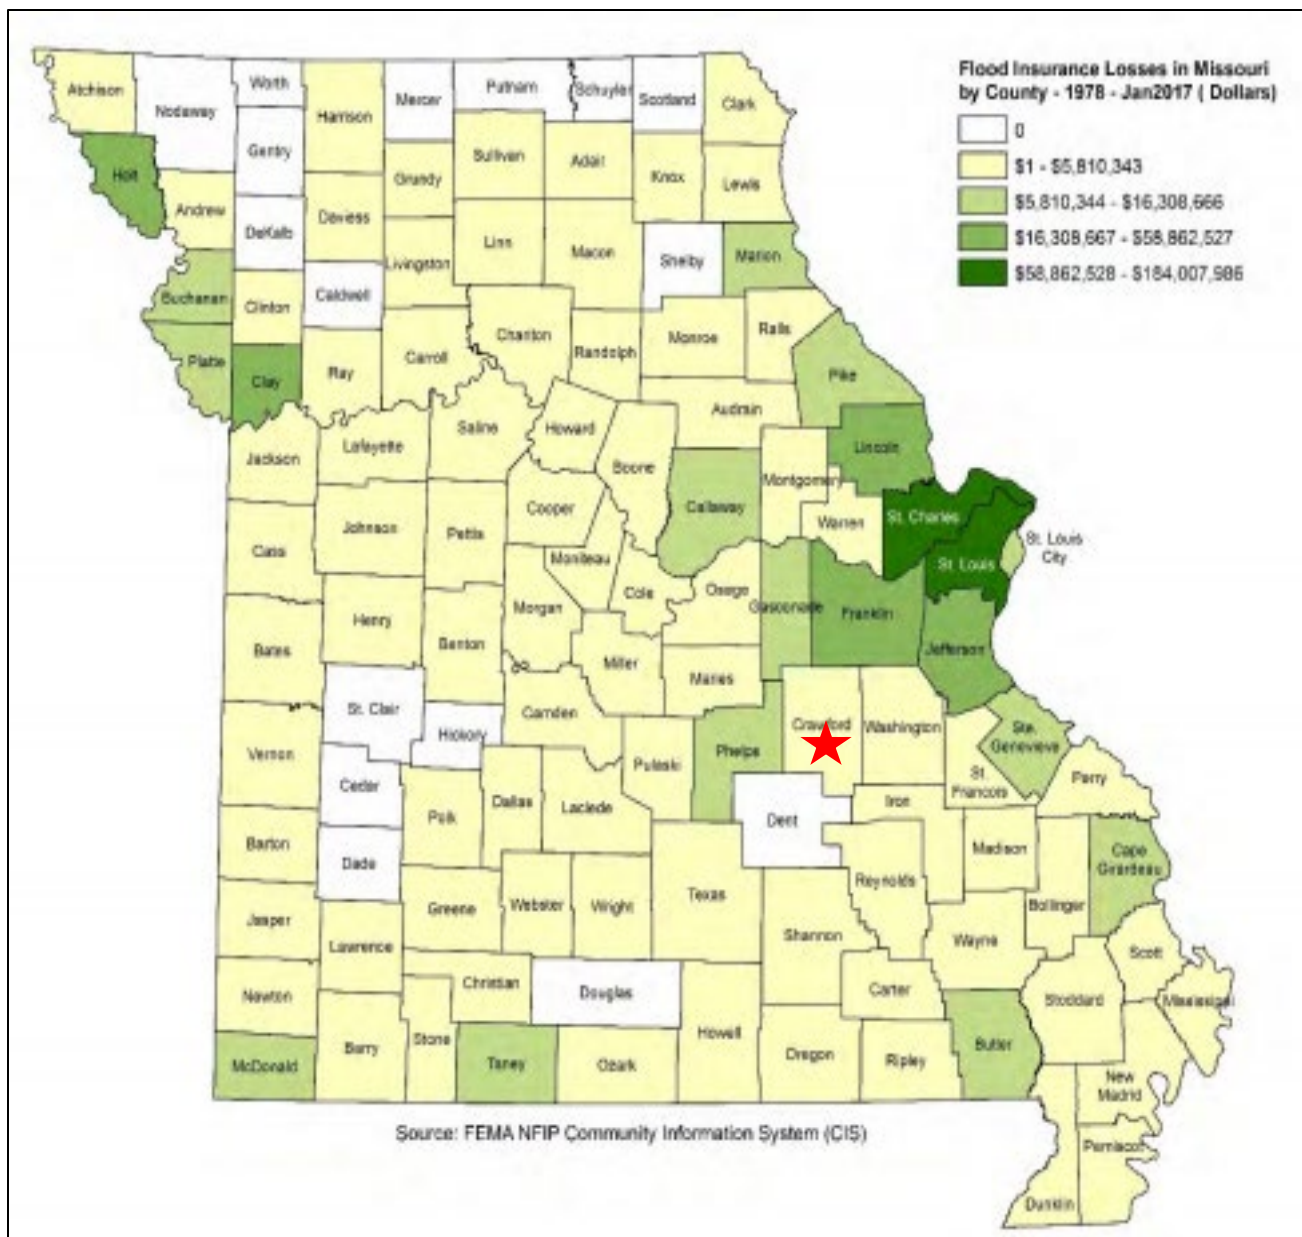 Flood Insurance Losses in Missouri
by County - 1978 - Jan2017 ( Dollars)
0
$1 - $5,810,343
$5,810,344 - $16,308,666
$16,308,667 - $58,862,527
$58,862,528 - $184,007,986
Atchison
Nodaway
Worth
Harrison
Mercer
Putnam
Schuyler
Scotland
Clark
Gentry
Sullivan
Adair
Knox
Lewis
Holt
Grundy
Andrew
DeKalb
Daviess
Livingston
Linn
Macon
Shelby
Marion
Buchanan
Clinton
Caldwell
Chariton
Randolph
Monroe
Ralls
Platte
Clay
Ray
Carroll
Pike
Audrain
Saline
Howard
Boone
Jackson
Lafayette
Lincoln
Montgomery
Callaway
Cooper
Johnson
Pettis
Warren
St. Charles
St. Louis
City
Cass
Moniteau
Cole
Osage
Gasconade
Franklin
St. Louis
Morgan
Henry
Benton
Bates
Miller
Maries
Jefferson
St. Clair
Camden
Crawford
Washington
Ste.
Genevieve
Hickory
Vernon
Pulaski
Phelps
St.
Francois
Perry
Cedar
Polk
Dallas
Laclede
Iron
Dent
Barton
Dade
Madison
Cape
Girardeau
Reynolds
Texas
Jasper
Greene
Webster
Wright
Bollinger
Lawrence
Shannon
Wayne
Scott
Newton
Christian
Douglas
Carter
Stoddard
Mississippi
McDonald
Barry
Stone
Taney
Ozark
Howell
Oregon
Ripley
Butler
New
Madrid
Pemiscot
Dunklin
Source: FEMA NFIP Community Information System (CIS)